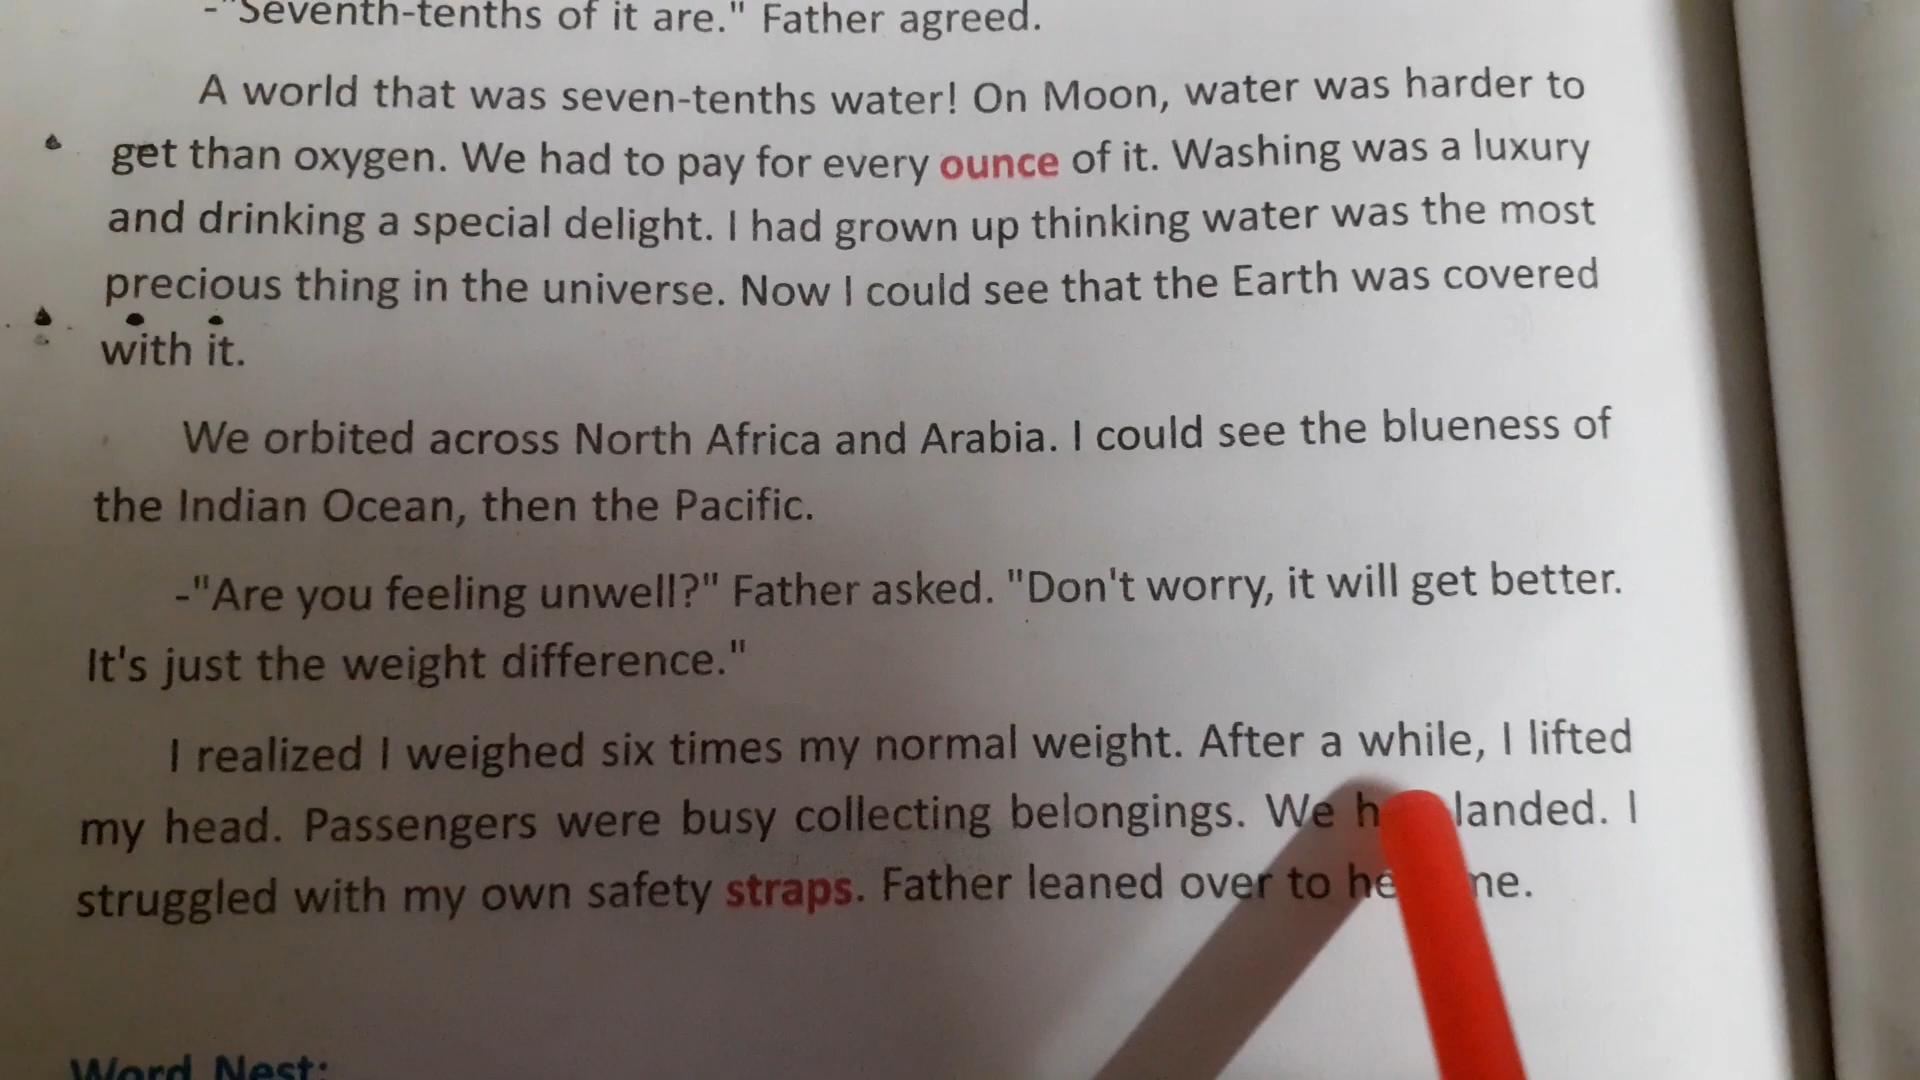 -"Seventh-tenths of it are." Father agreed.
A world that was seven-tenths water! On Moon, water was harder to
get than oxygen. We had to pay for every ounce of it. Washing was a luxury
and drinking a special delight. I had grown up thinking water was the most
precious thing in the universe. Now I could see that the Earth was covered
with it.
We orbited across North Africa and Arabia. I could see the blueness of
the Indian Ocean, then the Pacific.
-"Are you feeling unwell?" Father asked. "Don't worry, it will get better.
It's just the weight difference."
I realized I weighed six times my normal weight. After a while, I lifted
my head. Passengers were busy collecting belongings. We landed. I
struggled with my own safety straps. Father leaned over to
Word Nest: